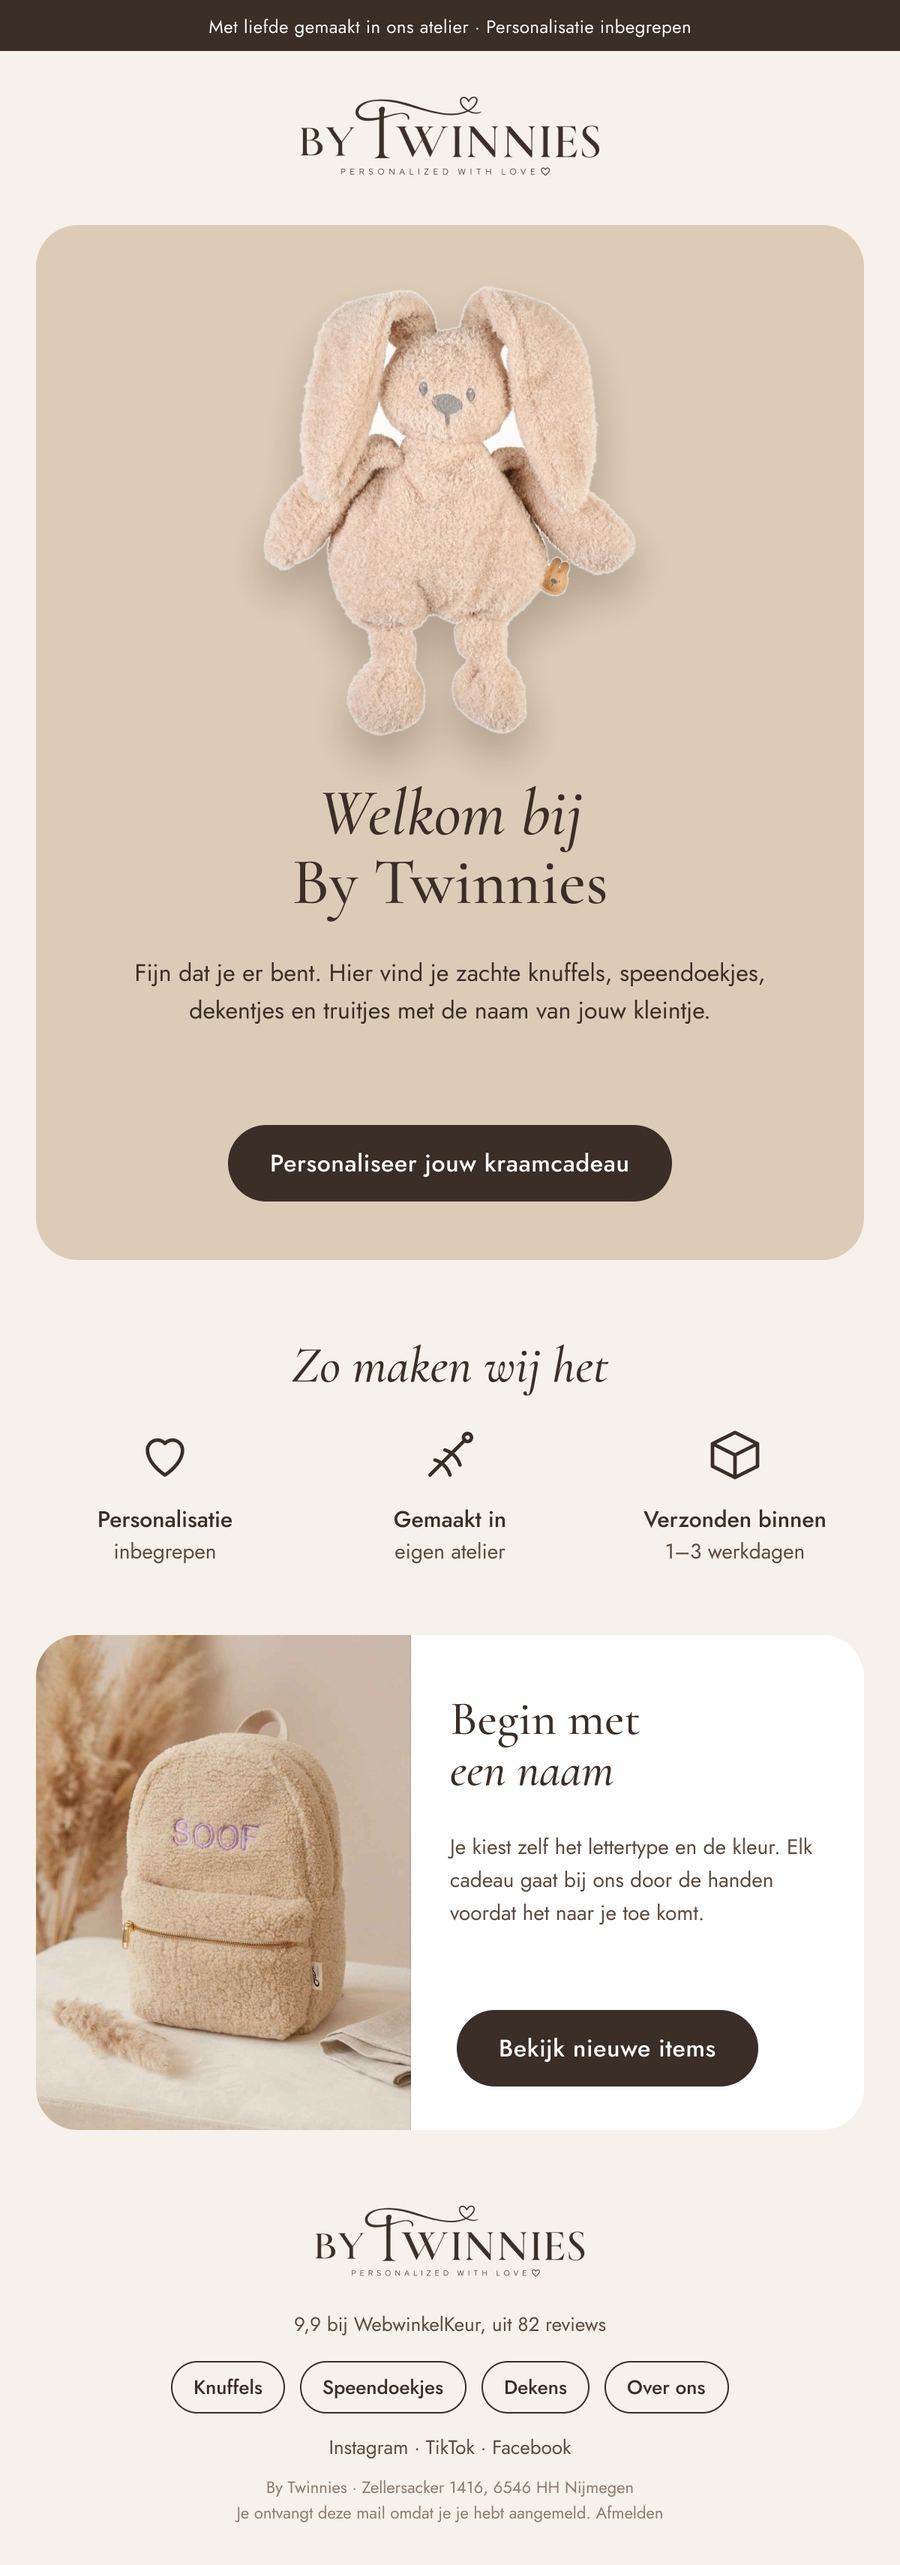 Met liefde gemaakt in ons atelier · Personalisatie inbegrepen
BY TWINNIES
PERSONALIZED WITH LOVE
Welkom bij
By Twinnies
Fijn dat je er bent. Hier vind je zachte knuffels, speendoekjes,
dekentjes en truitjes met de naam van jouw kleintje.
Personaliseer jouw kraamcadeau
Zo maken wij het
Personalisatie
inbegrepen
Gemaakt in
eigen atelier
Verzonden binnen
1–3 werkdagen
SOOF
Begin met
een naam
Je kiest zelf het lettertype en de kleur. Elk
cadeau gaat bij ons door de handen
voordat het naar je toe komt.
Bekijk nieuwe items
BY TWINNIES
PERSONALIZED WITH LOVE
9,9 bij WebwinkelKeur, uit 82 reviews
Knuffels
Speendoekjes
Dekens
Over ons
Instagram · TikTok · Facebook
By Twinnies · Zellersacker 1416, 6546 HH Nijmegen
Je ontvangt deze mail omdat je je hebt aangemeld. Afmelden